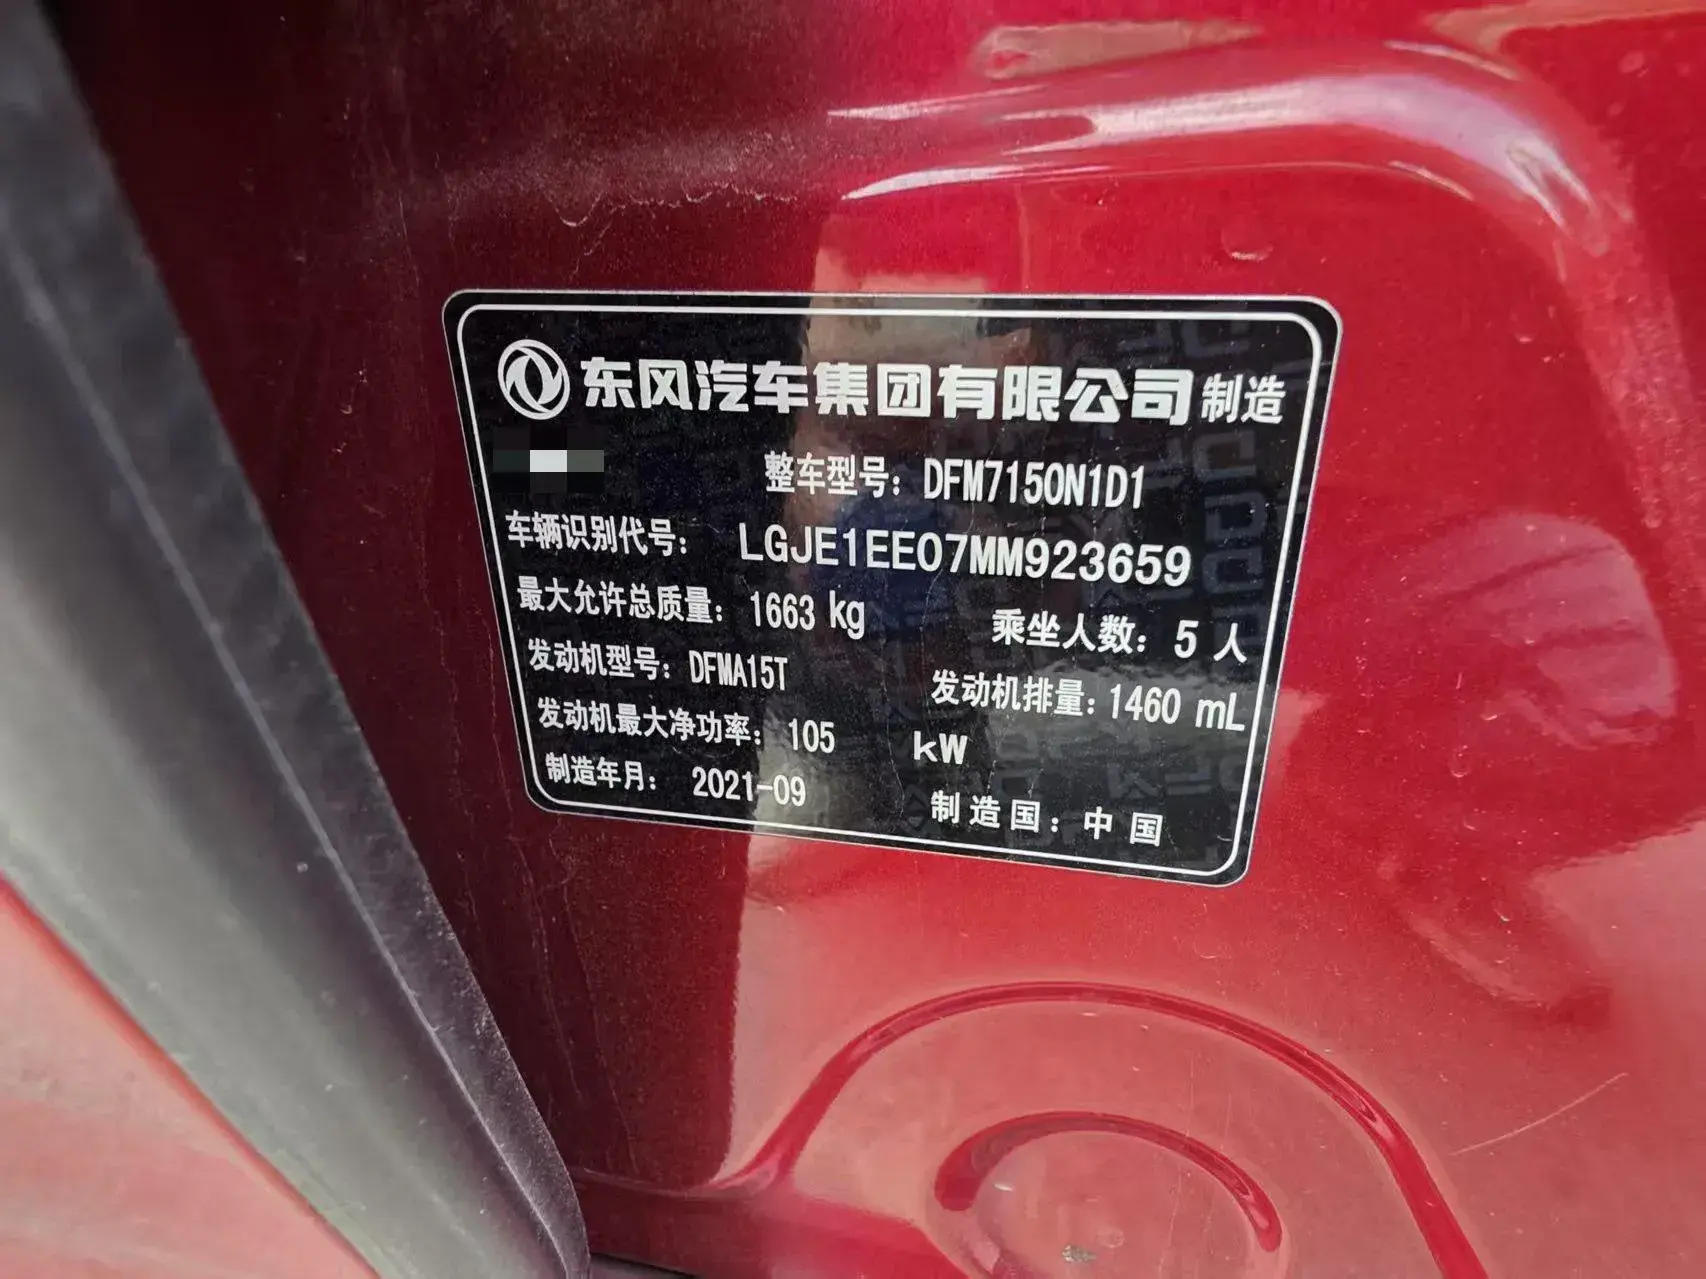 东风汽车集团有限公司制造
整车型号：DFM7150N1D1
车辆识别代号： LGJE1EE07MM923659
最大允许总质量：1663 kg 乘坐人数：5 人
发动机型号：DFMA15T 发动机排量：1460 mL
发动机最大净功率：105 kW
制造年月： 2021-09 制造国：中国